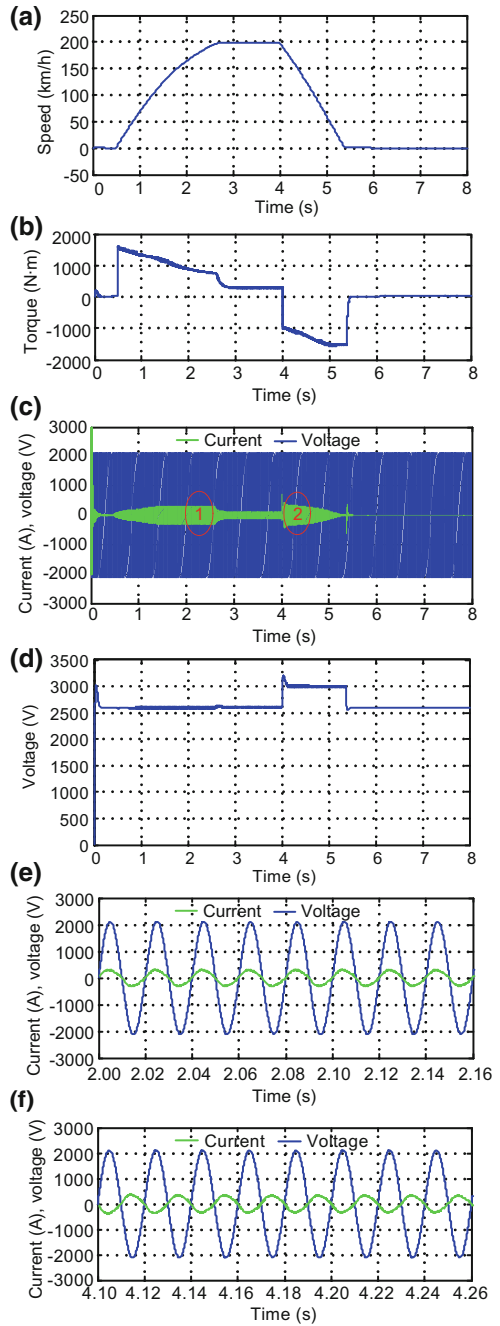 (a)
250
200
150
100
50
0
-50
Speed (km/h)
0 1 2 3 4 5 6 7 8
Time (s)
(b)
2000
1000
0
-1000
-2000
Torque (N·m)
0 1 2 3 4 5 6 7 8
Time (s)
(c)
3000
2000
1000
0
-1000
-2000
-3000
Current (A), voltage (V)
Current Voltage
1 2
0 1 2 3 4 5 6 7 8
Time (s)
(d)
3500
3000
2500
2000
1500
1000
500
0
Voltage (V)
0 1 2 3 4 5 6 7 8
Time (s)
(e)
3000
2000
1000
0
-1000
-2000
-3000
Current (A), voltage (V)
Current Voltage
2.00 2.02 2.04 2.06 2.08 2.10 2.12 2.14 2.16
Time (s)
(f)
3000
2000
1000
0
-1000
-2000
-3000
Current (A), voltage (V)
Current Voltage
4.10 4.12 4.14 4.16 4.18 4.20 4.22 4.24 4.26
Time (s)